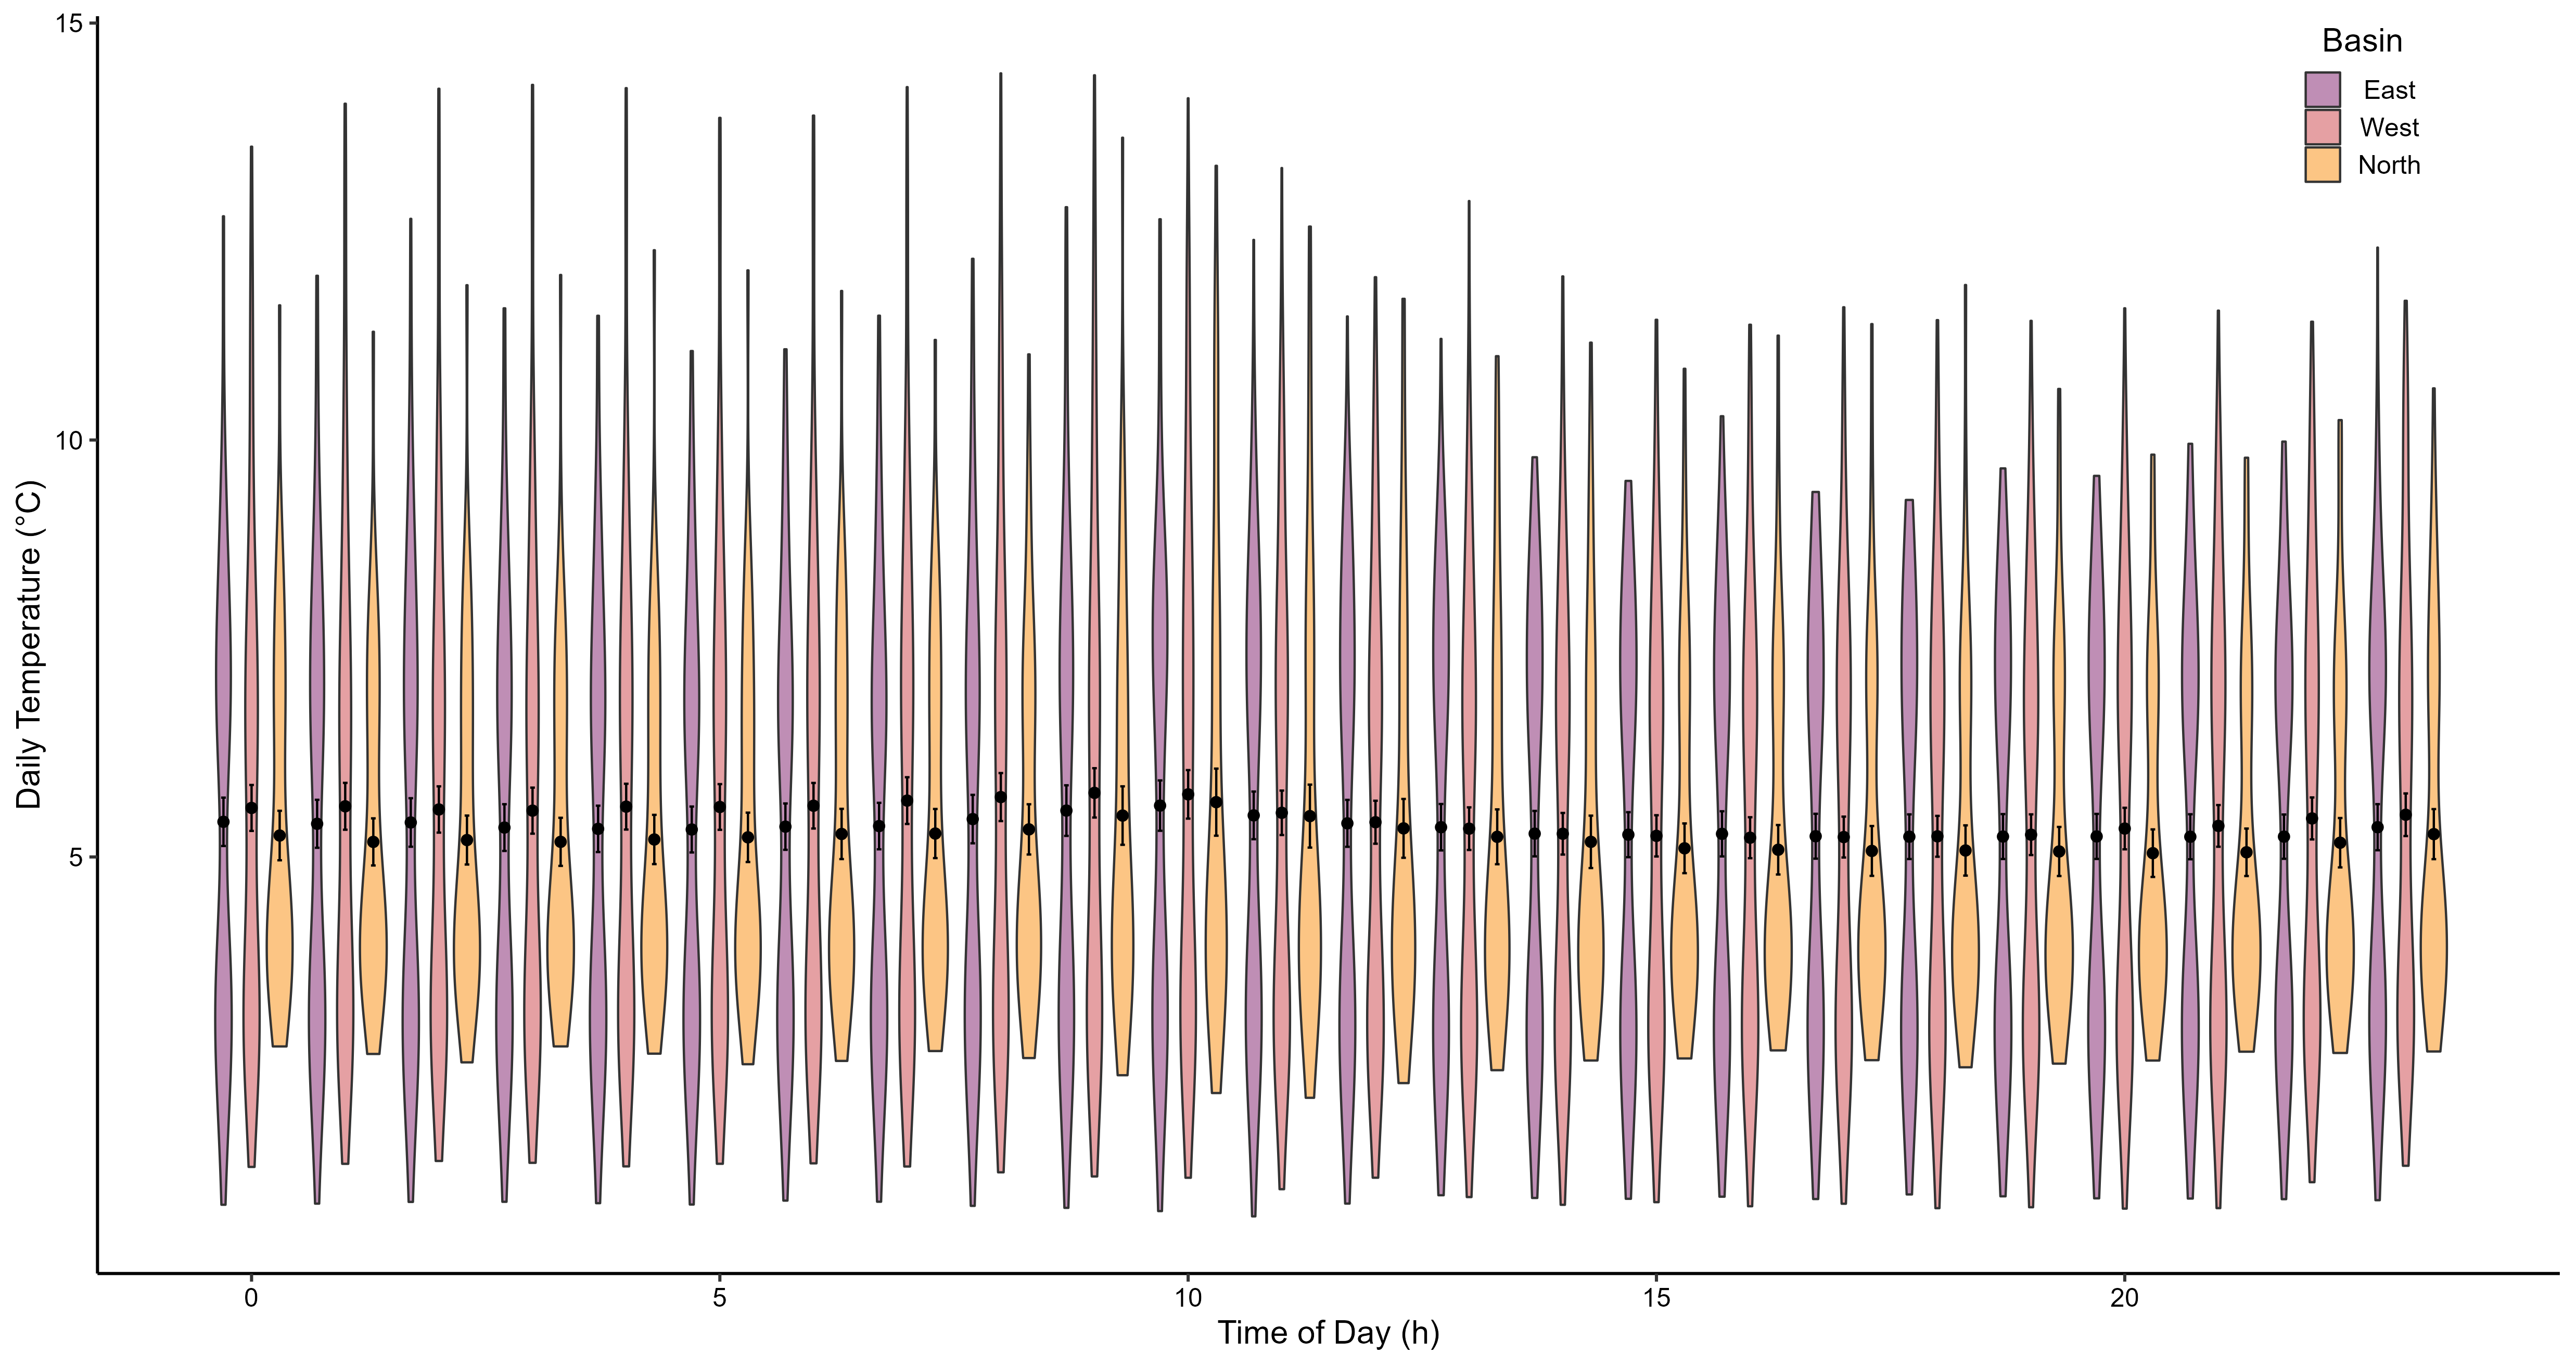 15
10
5
Daily Temperature (°C)
Basin
East
West
North
0
5
10
15
20
Time of Day (h)